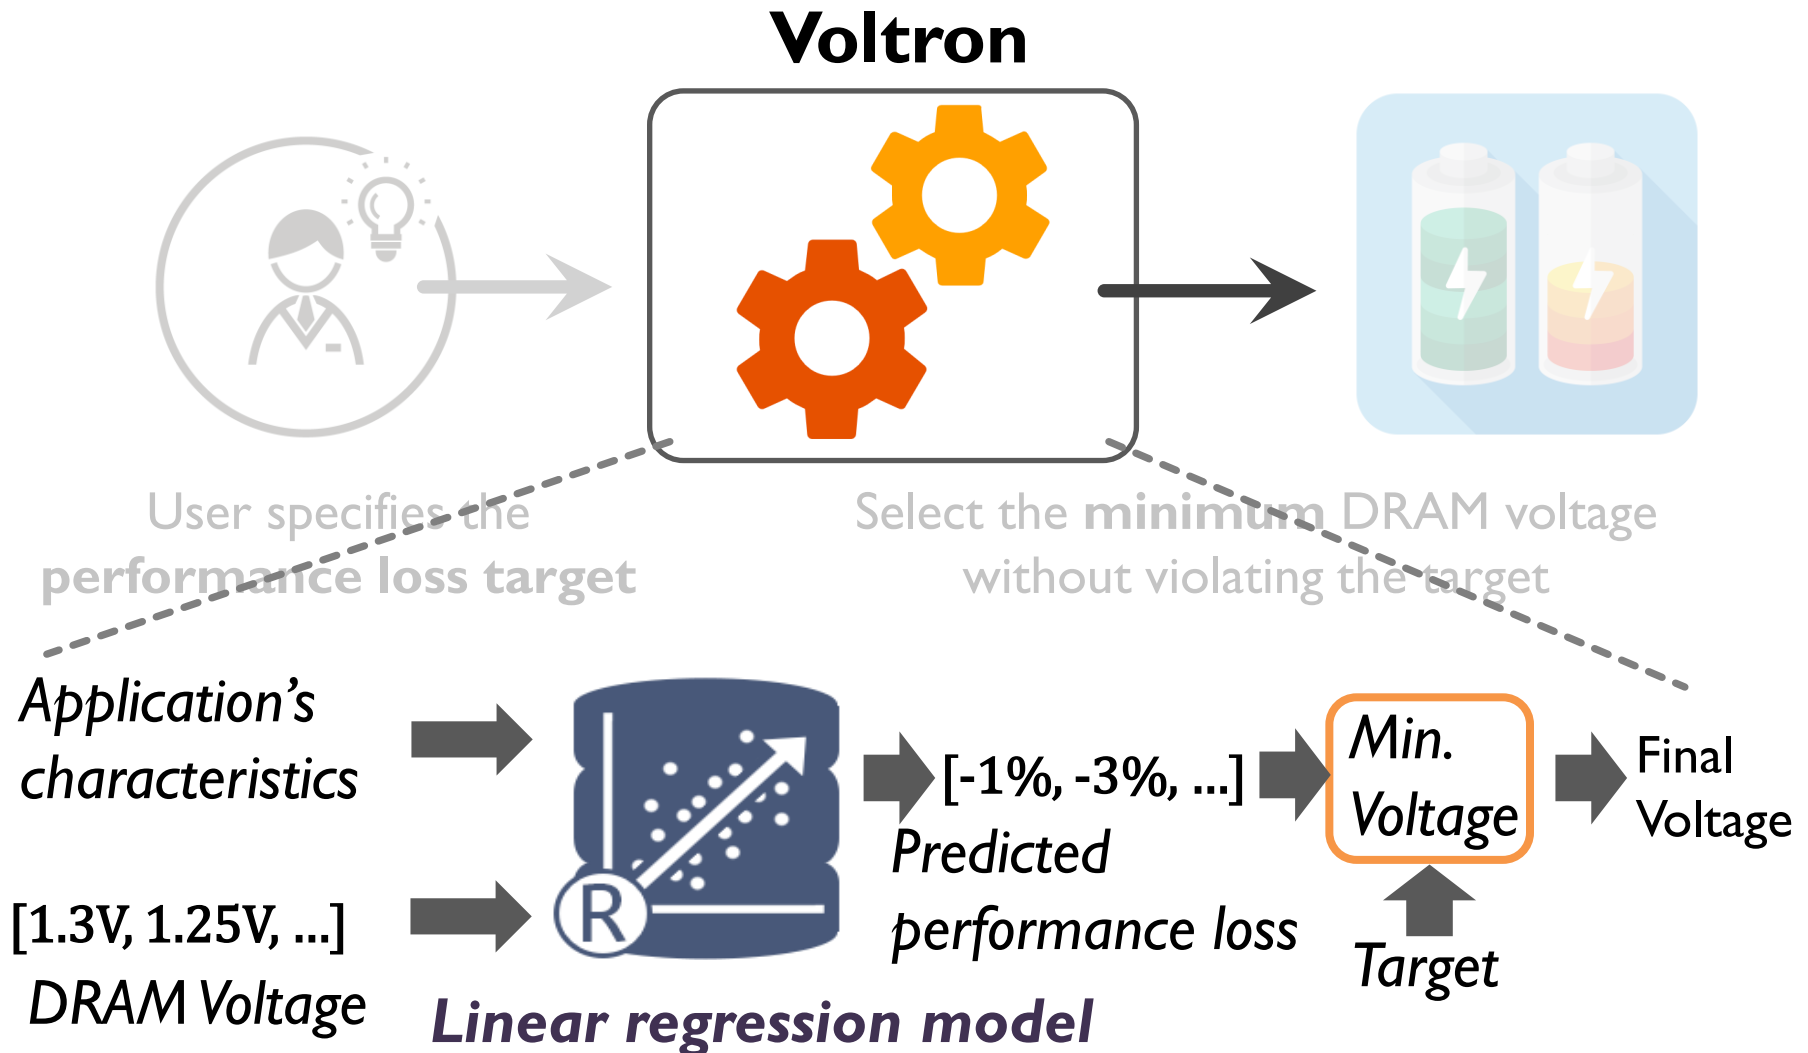 Voltron
User specifies the
performance loss target
Select the minimum DRAM voltage
without violating the target
Application's
characteristics
[1.3V, 1.25V, ...]
DRAM Voltage
R
Linear regression model
[-1%, -3%, ...]
Predicted
performance loss
Min.
Voltage
Target
Final
Voltage